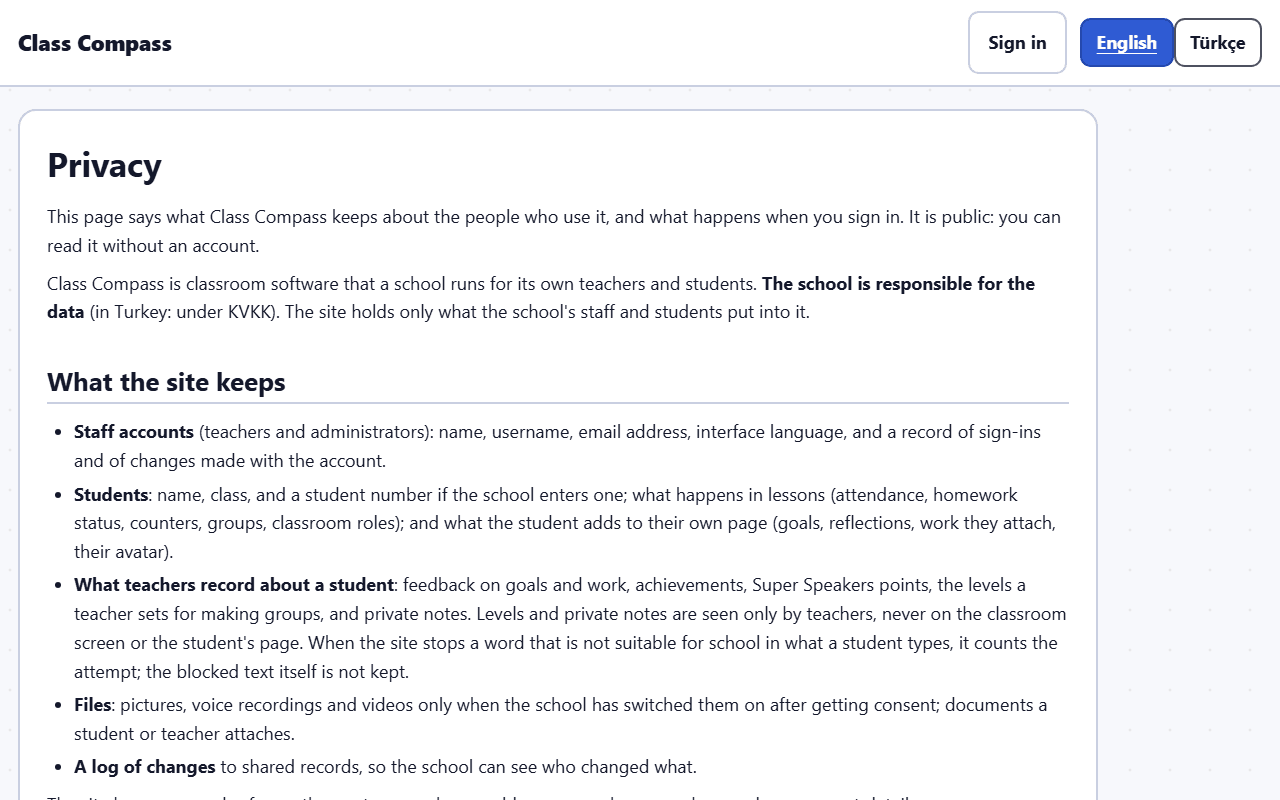 Class Compass
Sign in
English
Türkçe
Privacy
This page says what Class Compass keeps about the people who use it, and what happens when you sign in. It is public: you can
read it without an account.
Class Compass is classroom software that a school runs for its own teachers and students. The school is responsible for the
data (in Turkey: under KVKK). The site holds only what the school's staff and students put into it.
What the site keeps
Staff accounts (teachers and administrators): name, username, email address, interface language, and a record of sign-ins
and of changes made with the account.
Students: name, class, and a student number if the school enters one; what happens in lessons (attendance, homework
status, counters, groups, classroom roles); and what the student adds to their own page (goals, reflections, work they attach,
their avatar).
What teachers record about a student: feedback on goals and work, achievements, Super Speakers points, the levels a
teacher sets for making groups, and private notes. Levels and private notes are seen only by teachers, never on the classroom
screen or the student's page. When the site stops a word that is not suitable for school in what a student types, it counts the
attempt; the blocked text itself is not kept.
Files: pictures, voice recordings and videos only when the school has switched them on after getting consent; documents a
student or teacher attaches.
A log of changes to shared records, so the school can see who changed what.